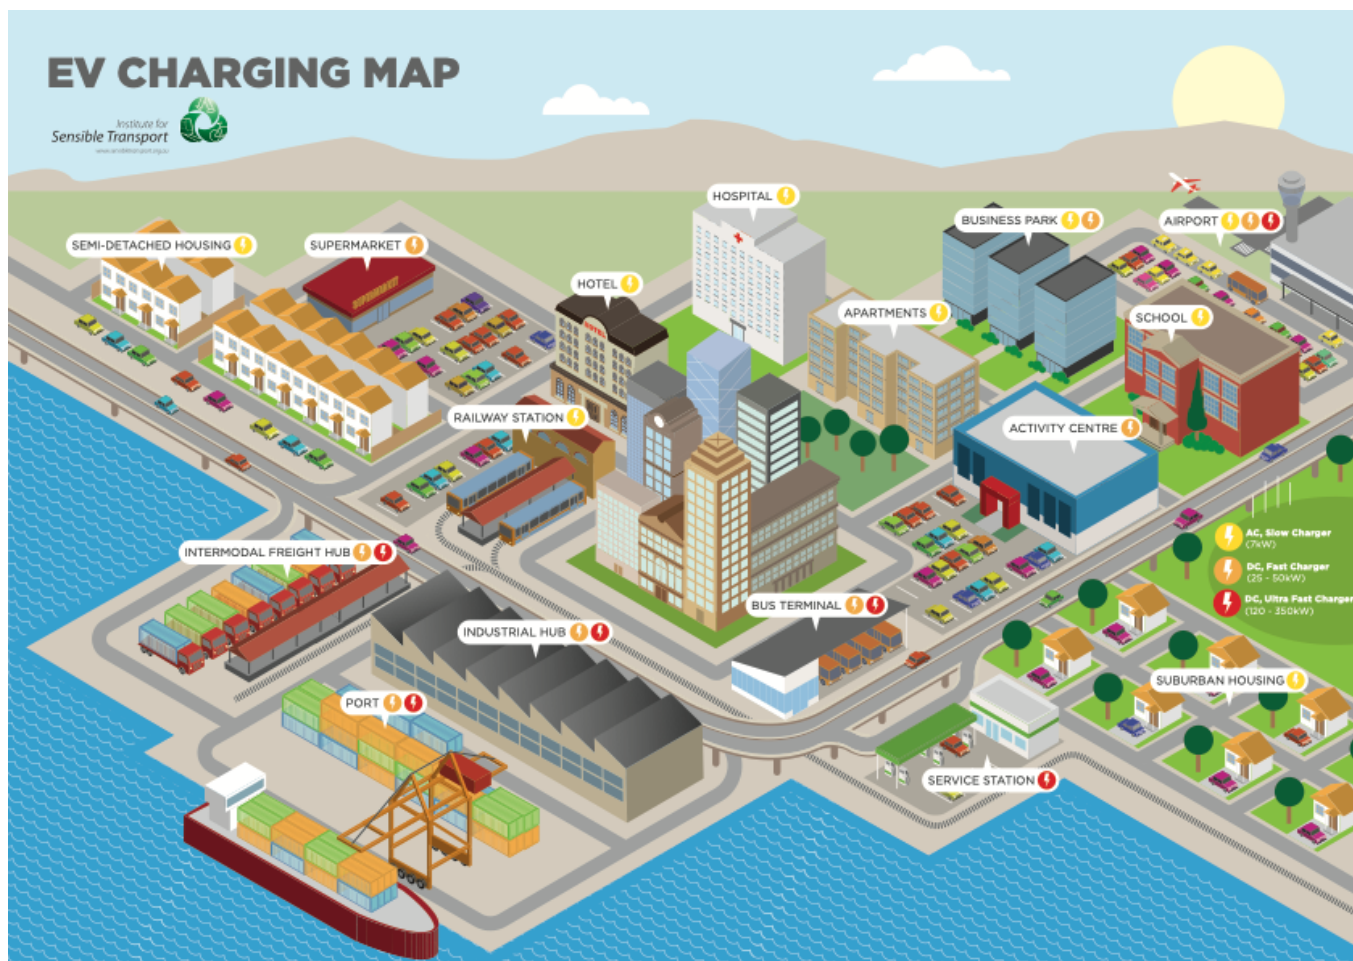 EV CHARGING MAP
Institute for
Sensible Transport
HOSPITAL
BUSINESS PARK
AIRPORT
SEMI-DETACHED HOUSING
SUPERMARKET
HOTEL
APARTMENTS
SCHOOL
SUPERMARKET
HOTEL
RAILWAY STATION
ACTIVITY CENTRE
AC, Slow Charger
(7kW)
INTERMODAL FREIGHT HUB
DC, Fast Charger
(25 - 50kW)
DC, Ultra Fast Charger
(120 - 350kW)
BUS TERMINAL
INDUSTRIAL HUB
SUBURBAN HOUSING
PORT
SERVICE STATION